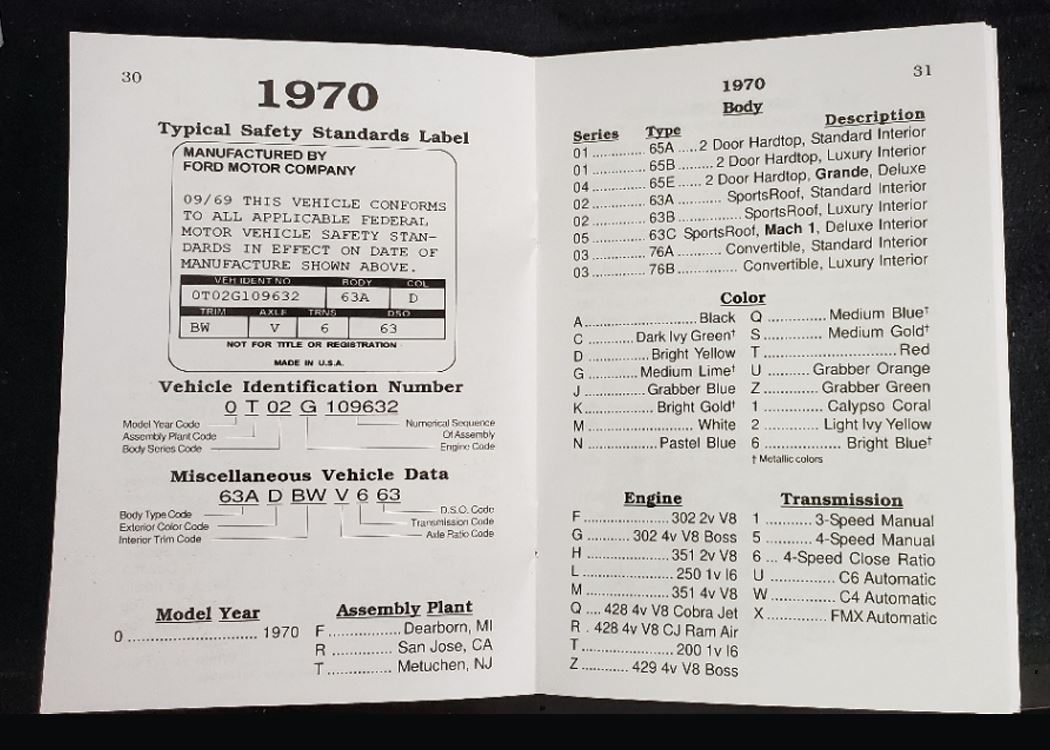 30
1970
Typical Safety Standards Label
MANUFACTURED BY
FORD MOTOR COMPANY
09/69 THIS VEHICLE CONFORMS
TO ALL APPLICABLE FEDERAL
MOTOR VEHICLE SAFETY STAN-
DARDS IN EFFECT ON DATE OF
MANUFACTURE SHOWN ABOVE.
VEH IDENT NO BODY COL
0T02G109632 63A D
TRIM AXLE TRNS DSO
BW V 6 63
NOT FOR TITLE OR REGISTRATION
MADE IN U.S.A.
Vehicle Identification Number
0 T 02 G 109632
Model Year Code Numerical Sequence
Assembly Plant Code Of Assembly
Body Series Code Engine Code
Miscellaneous Vehicle Data
63A D BW V 6 63
Body Type Code D.S.O. Code
Exterior Color Code Transmission Code
Interior Trim Code Axle Ratio Code
Model Year
0 ................................ 1970
Assembly Plant
F ................ Dearborn, MI
R .............. San Jose, CA
T .............. Metuchen, NJ
31
1970
Body
Series Type Description
01 ............. 65A ..... 2 Door Hardtop, Standard Interior
01 ............. 65B ......... 2 Door Hardtop, Luxury Interior
04 ............. 65E ...... 2 Door Hardtop, Grande, Deluxe
02 ............. 63A ........... SportsRoof, Standard Interior
02 ............. 63B ............... SportsRoof, Luxury Interior
05 ............. 63C SportsRoof, Mach 1, Deluxe Interior
03 ............. 76A ........... Convertible, Standard Interior
03 ............. 76B ............... Convertible, Luxury Interior
Color
A ............................ Black
C ........... Dark Ivy Green†
D .............. Bright Yellow
G ........... Medium Lime†
J .............. Grabber Blue
K ................ Bright Gold†
M ........................... White
N ................. Pastel Blue
Q ............... Medium Blue†
S ............... Medium Gold†
T ................................ Red
U .......... Grabber Orange
Z ........... Grabber Green
1 ........... Calypso Coral
2 ......... Light Ivy Yellow
6 .................. Bright Blue†
† Metallic colors
Engine
F ..................... 302 2v V8
G ........... 302 4v V8 Boss
H ..................... 351 2v V8
L ...................... 250 1v I6
M ..................... 351 4v V8
Q .... 428 4v V8 Cobra Jet
R . 428 4v V8 CJ Ram Air
T ...................... 200 1v I6
Z ........... 429 4v V8 Boss
Transmission
1 ........... 3-Speed Manual
5 ........... 4-Speed Manual
6 ... 4-Speed Close Ratio
U ............... C6 Automatic
W .............. C4 Automatic
X ............ FMX Automatic